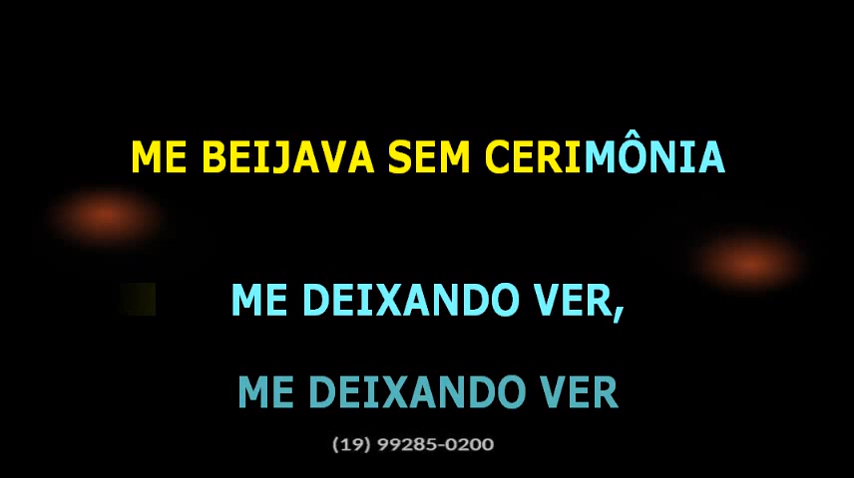 ME BEIJAVA SEM CERIMÔNIA
ME DEIXANDO VER,
ME DEIXANDO VER
(19) 99285-0200